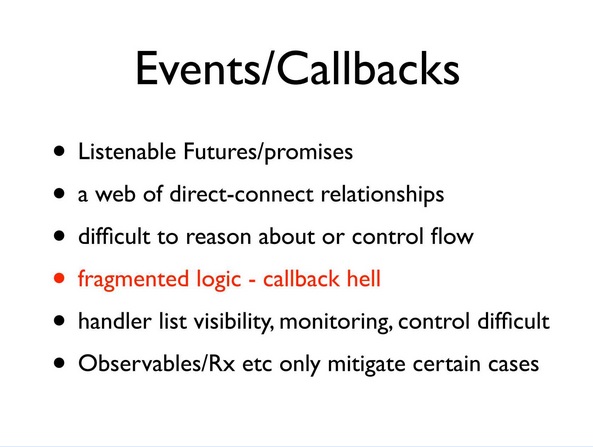 Events/Callbacks
• Listenable Futures/promises
• a web of direct-connect relationships
• difficult to reason about or control flow
• fragmented logic - callback hell
• handler list visibility, monitoring, control difficult
• Observables/Rx etc only mitigate certain cases